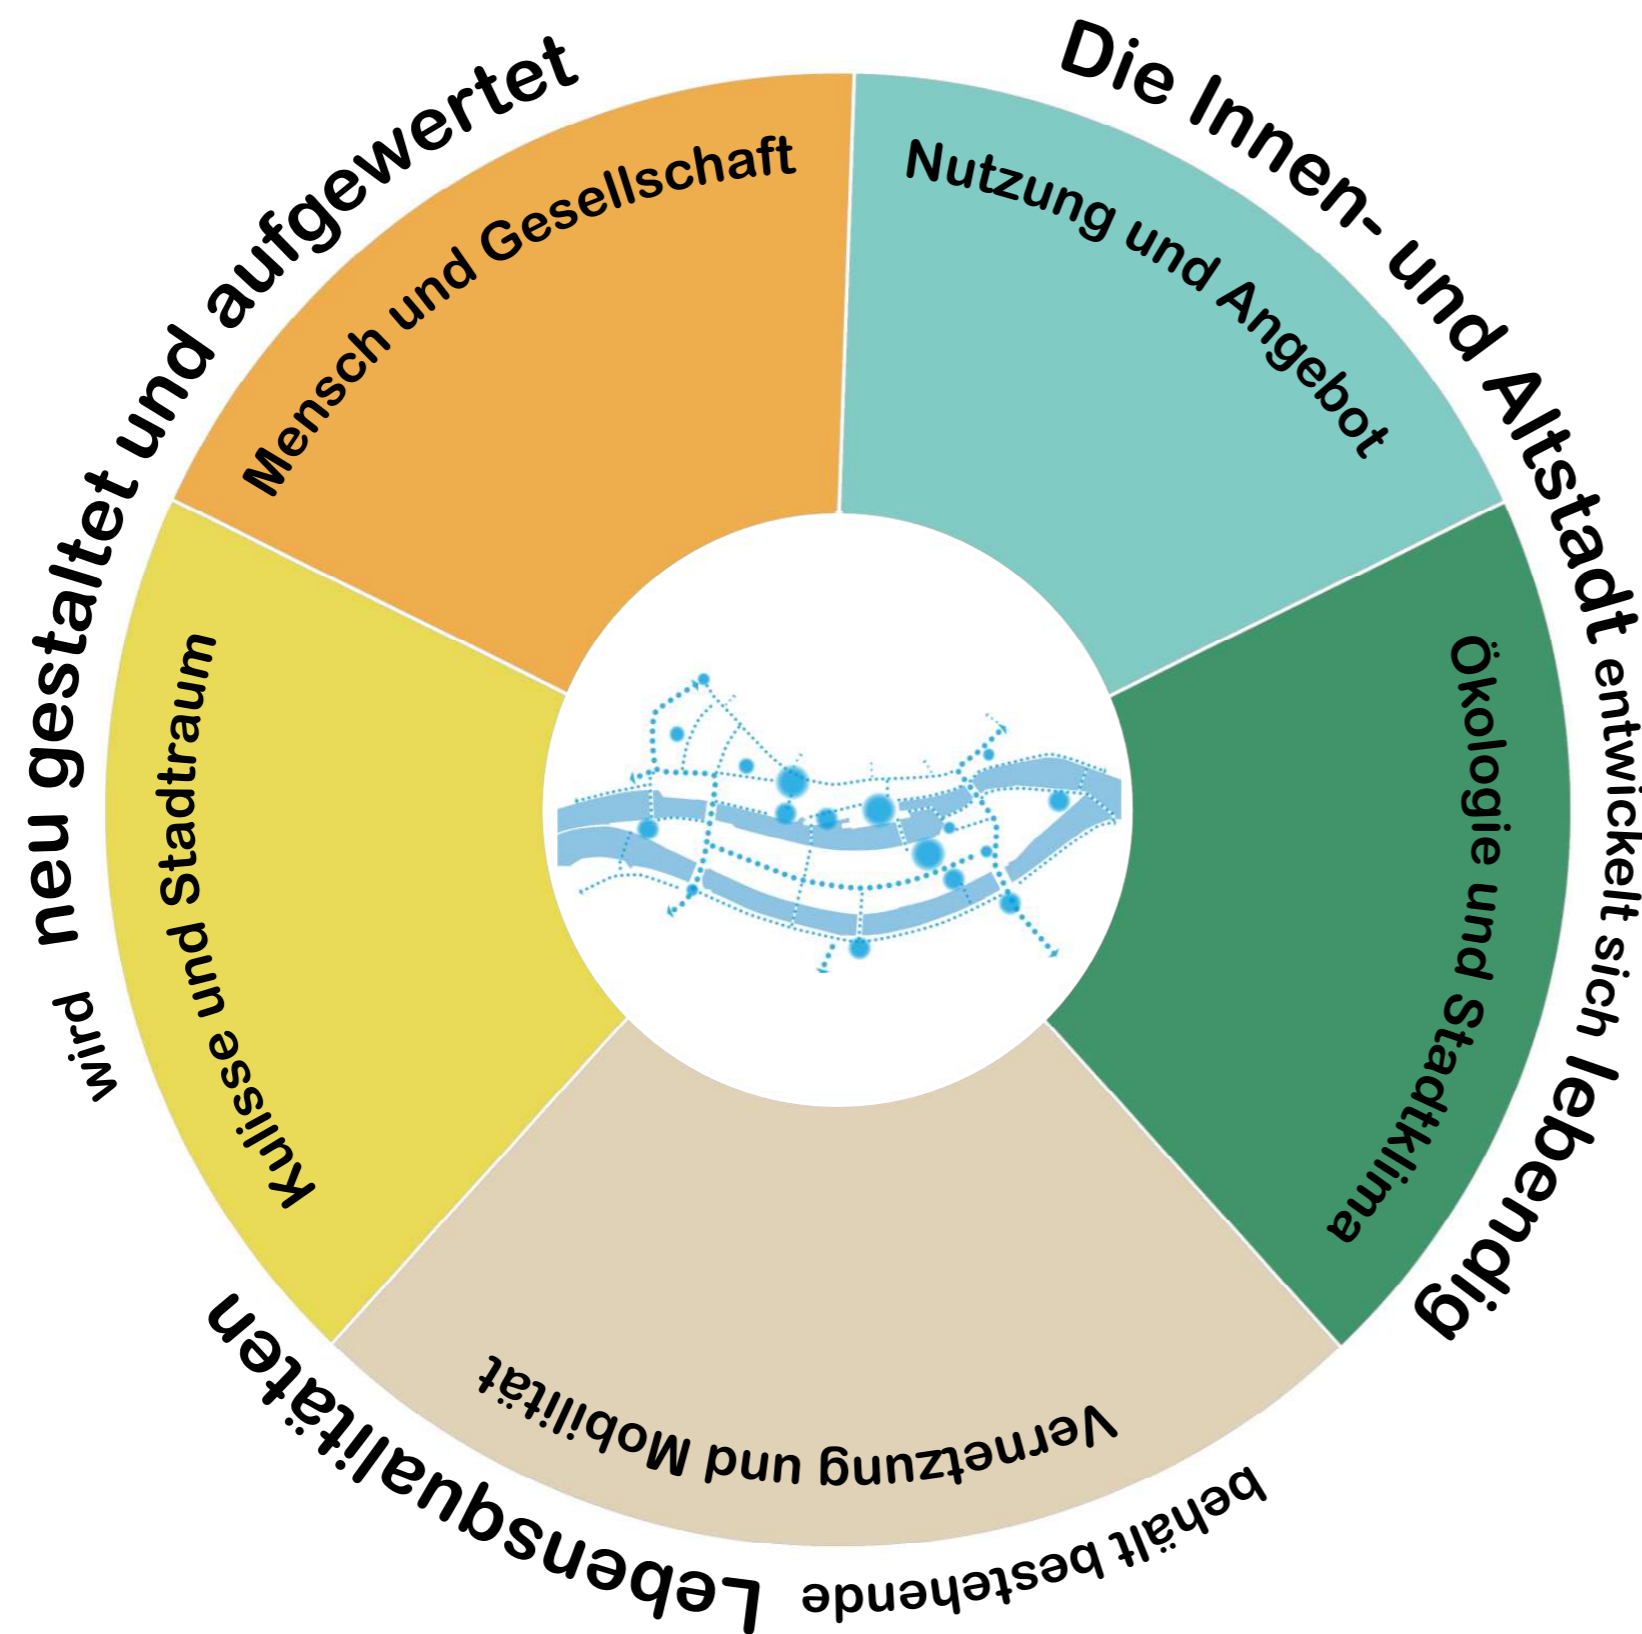 Die Innen- und Altstadt entwickelt sich lebendig
behält bestehende Lebensqualitäten
wird neu gestaltet und aufgewertet
Nutzung und Angebot
Ökologie und Stadtklima
Vernetzung und Mobilität
Kulisse und Stadtraum
Mensch und Gesellschaft